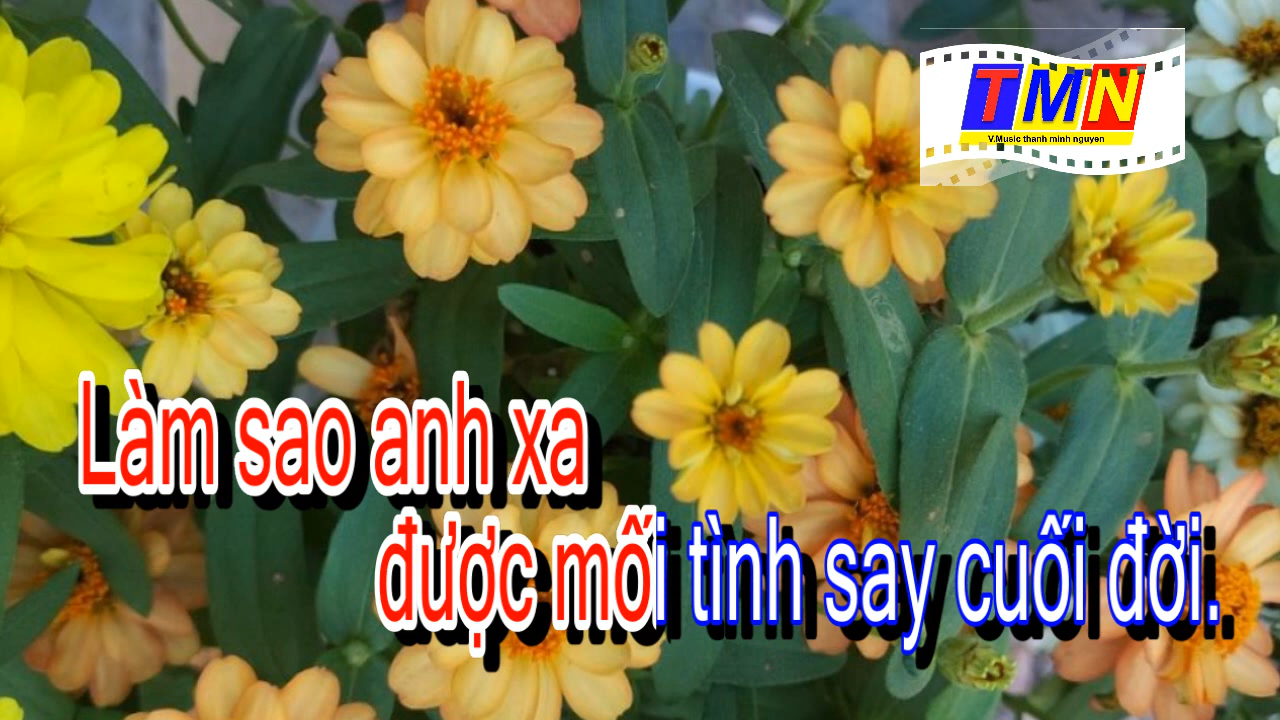 TMN
V.Music thanh minh nguyen
Làm sao anh xa
được mối tình say cuối đời.